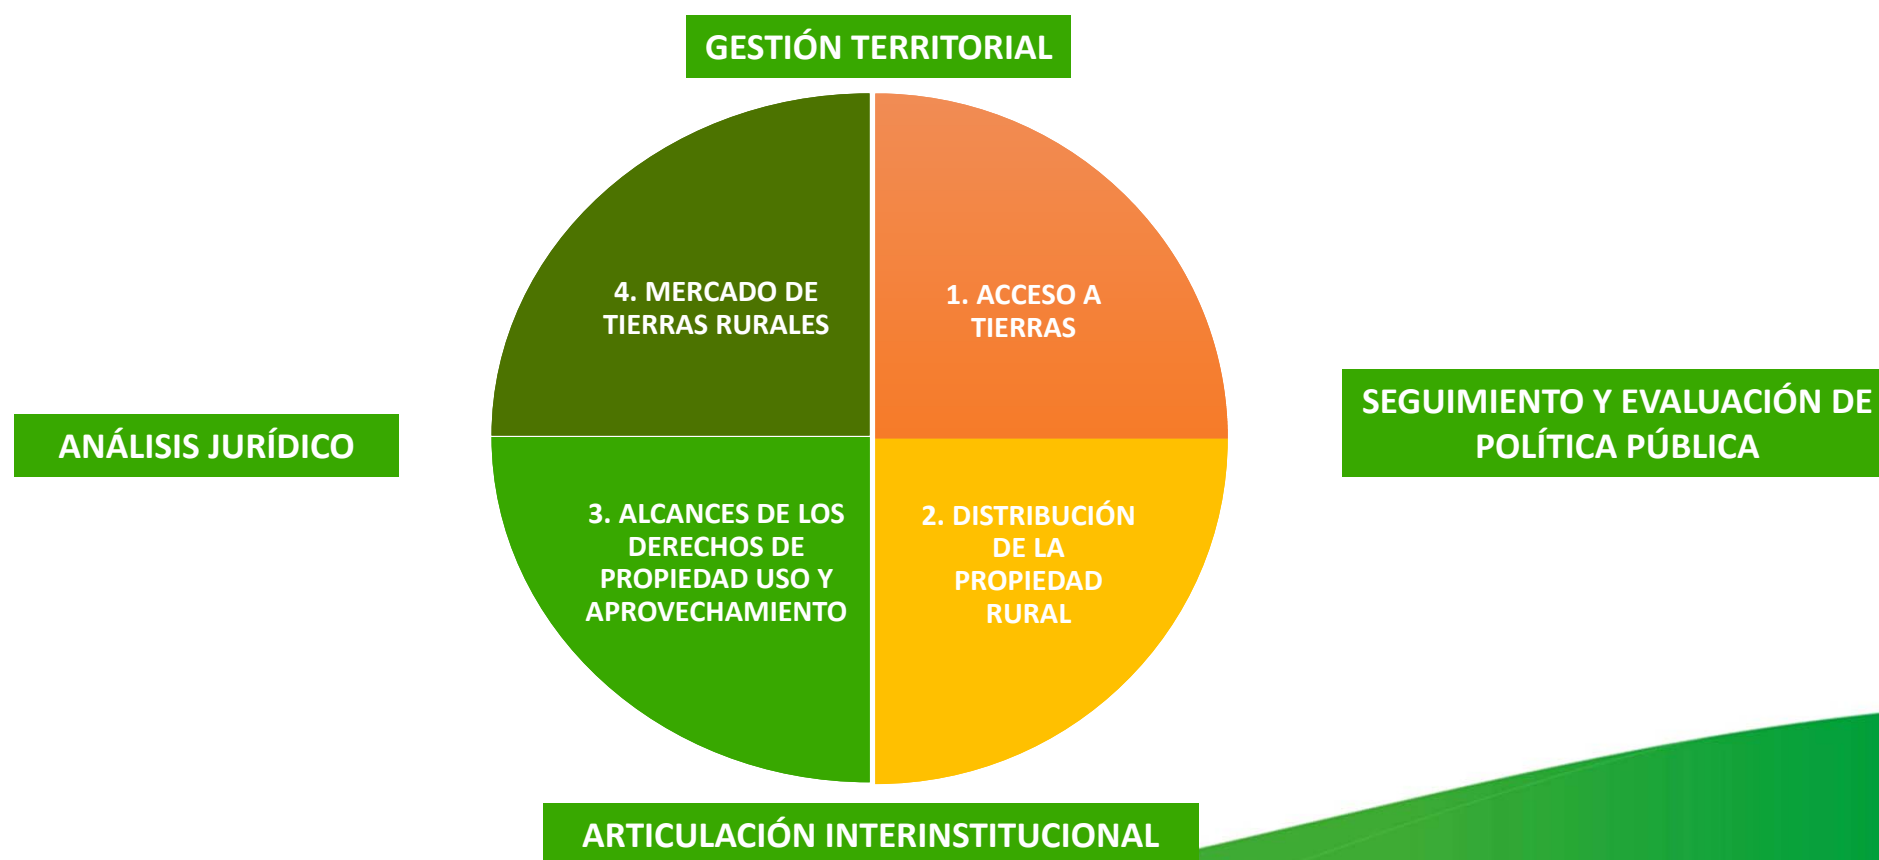 GESTIÓN TERRITORIAL
4. MERCADO DE
TIERRAS RURALES
1. ACCESO A
TIERRAS
ANÁLISIS JURÍDICO
SEGUIMIENTO Y EVALUACIÓN DE
POLÍTICA PÚBLICA
3. ALCANCES DE LOS
DERECHOS DE
PROPIEDAD USO Y
APROVECHAMIENTO
2. DISTRIBUCIÓN
DE LA
PROPIEDAD
RURAL
ARTICULACIÓN INTERINSTITUCIONAL